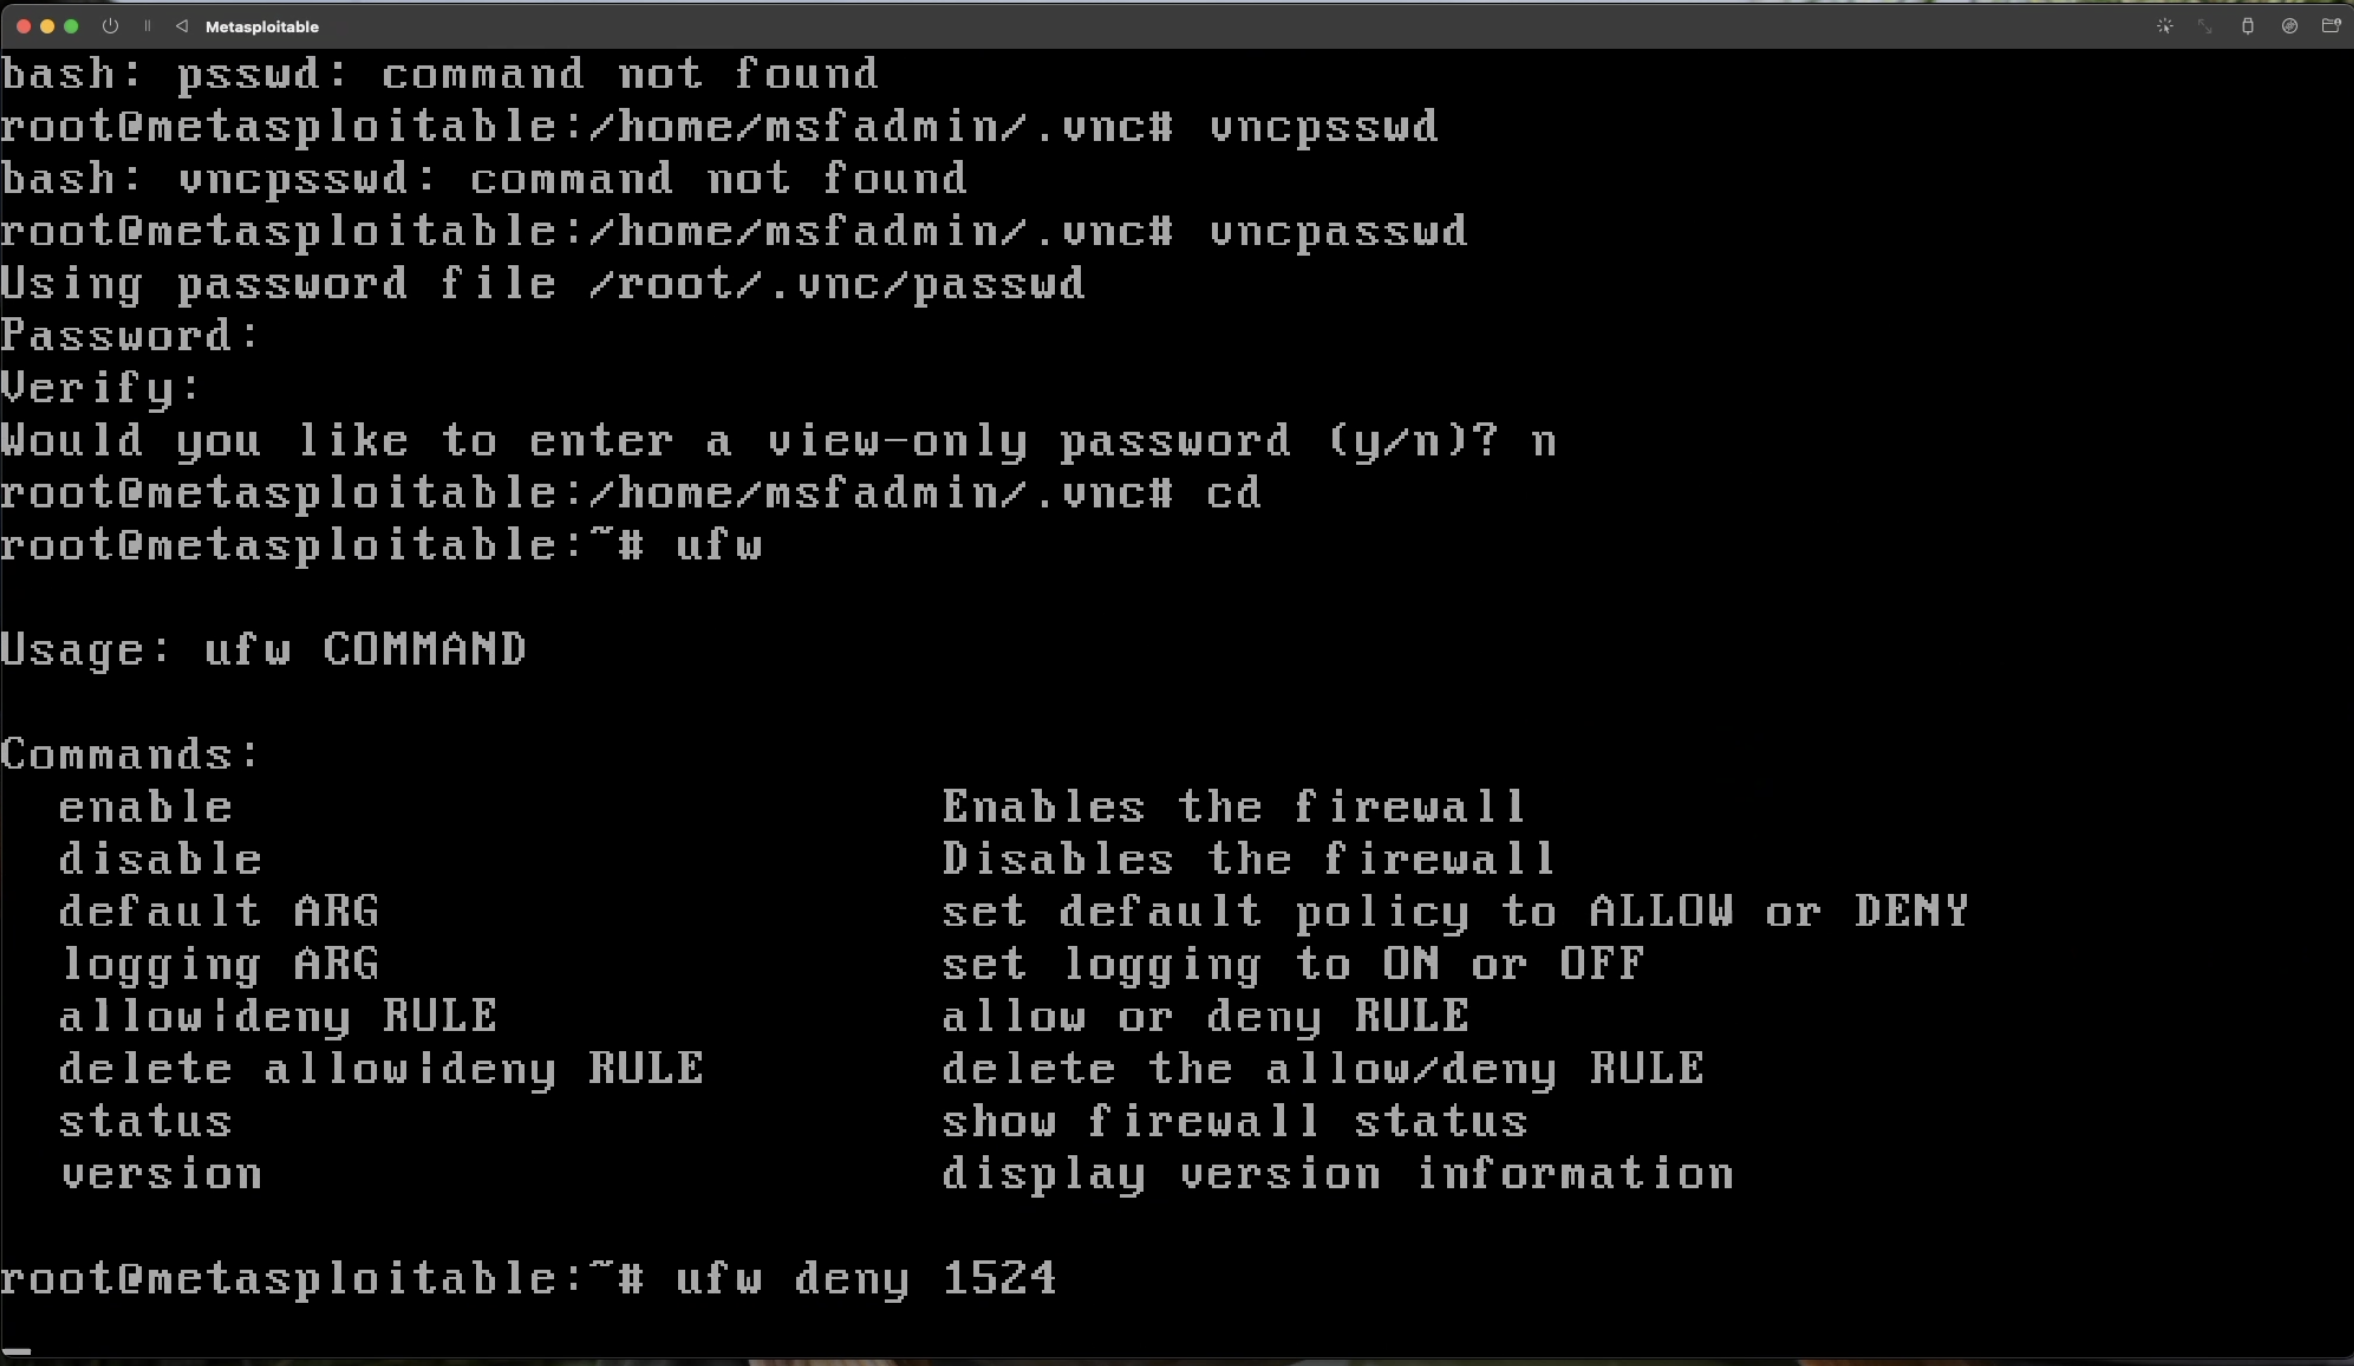 Metasploitable
bash: psswd: command not found
root@metasploitable:/home/msfadmin/.vnc# vncpsswd
bash: vncpsswd: command not found
root@metasploitable:/home/msfadmin/.vnc# vncpasswd
Using password file /root/.vnc/passwd
Password:
Verify:
Would you like to enter a view-only password (y/n)? n
root@metasploitable:/home/msfadmin/.vnc# cd
root@metasploitable:~# ufw
Usage: ufw COMMAND
Commands:
enable Enables the firewall
disable Disables the firewall
default ARG set default policy to ALLOW or DENY
logging ARG set logging to ON or OFF
allow|deny RULE allow or deny RULE
delete allow|deny RULE delete the allow/deny RULE
status show firewall status
version display version information
root@metasploitable:~# ufw deny 1524